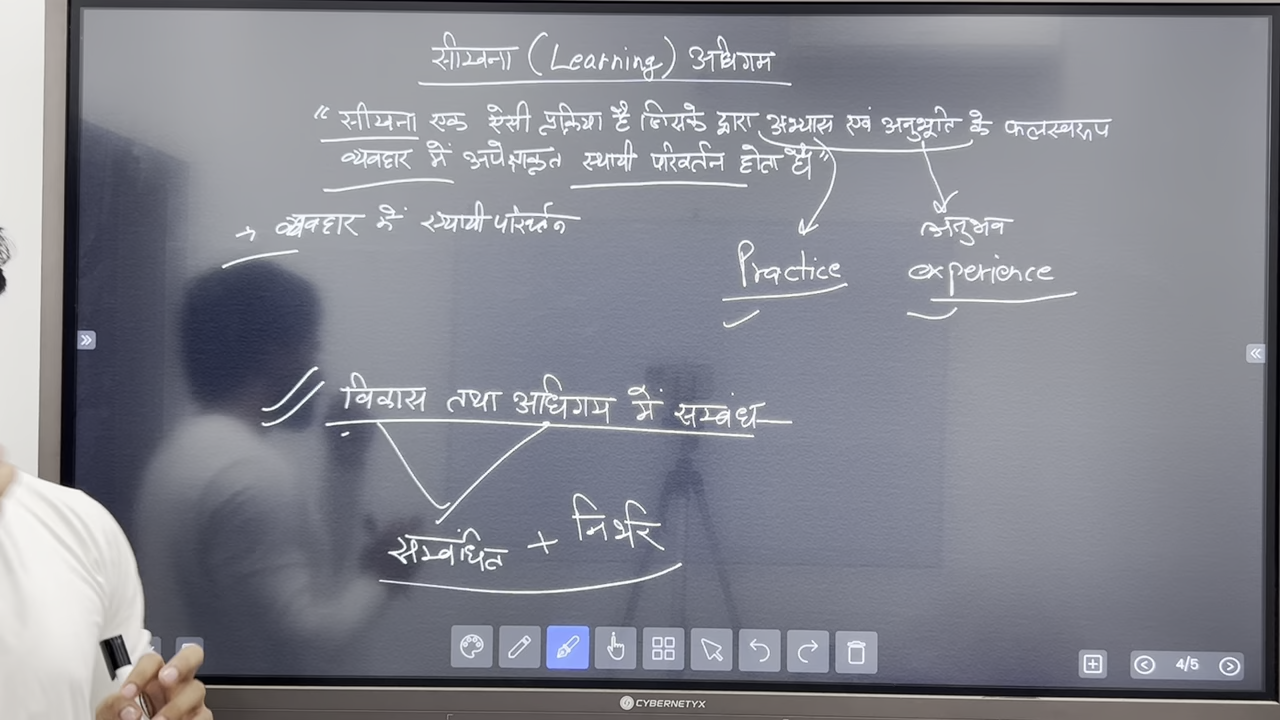 सीखना (Learning) अधिगम
“ सीखना एक ऐसी प्रक्रिया है जिसके द्वारा अभ्यास एवं अनुभूति के फलस्वरूप
व्यवहार में अपेक्षाकृत स्थायी परिवर्तन होता है”
→ व्यवहार में स्थायी परिवर्तन
अनुभव
Practice experience
विकास तथा अधिगम में सम्बंध—
सम्बंधित + निर्भर
4/5
CYBERNETYX